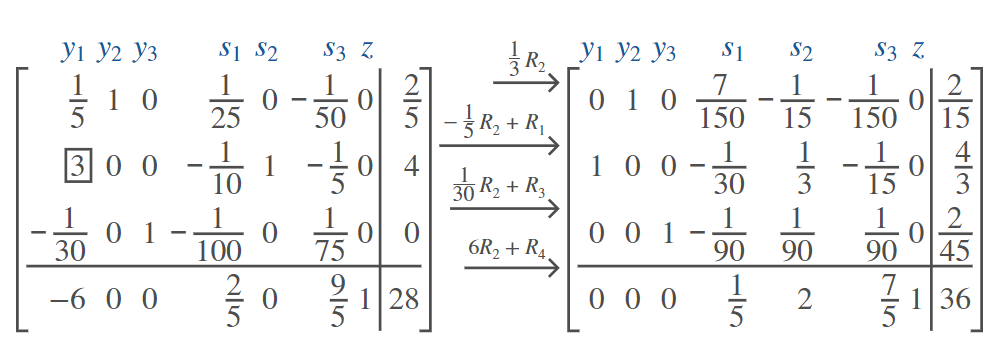 y₁ y₂ y₃ s₁ s₂ s₃ z
1/5 1 0 1/25 0 −1/50 0 2/5
3 0 0 −1/10 1 −1/5 0 4
−1/30 0 1 −1/100 0 1/75 0 0
−6 0 0 2/5 0 9/5 1 28
1/3 R₂
−1/5 R₂ + R₁
1/30 R₂ + R₃
6R₂ + R₄
y₁ y₂ y₃ s₁ s₂ s₃ z
0 1 0 7/150 −1/15 −1/150 0 2/15
1 0 0 −1/30 1/3 −1/15 0 4/3
0 0 1 −1/90 1/90 1/90 0 2/45
0 0 0 1/5 2 7/5 1 36